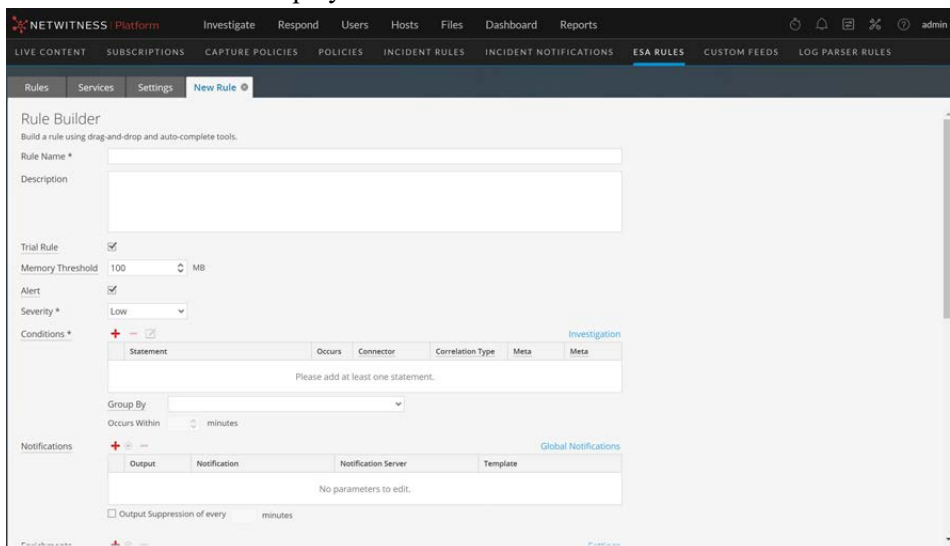 NETWITNESS Platform Investigate Respond Users Hosts Files Dashboard Reports admin
LIVE CONTENT SUBSCRIPTIONS CAPTURE POLICIES POLICIES INCIDENT RULES INCIDENT NOTIFICATIONS ESA RULES CUSTOM FEEDS LOG PARSER RULES
Rules Services Settings New Rule
Rule Builder
Build a rule using drag-and-drop and auto-complete tools.
Rule Name *
Description
Trial Rule
Memory Threshold 100 MB
Alert
Severity * Low
Conditions * Investigation
Statement Occurs Connector Correlation Type Meta Meta
Please add at least one statement.
Group By
Occurs Within minutes
Notifications Global Notifications
Output Notification Notification Server Template
No parameters to edit.
Output Suppression of every minutes